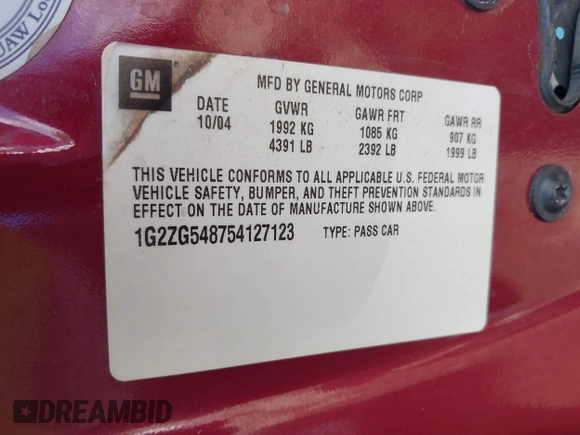 UAW Lo
GM
MFD BY GENERAL MOTORS CORP
DATE GVWR GAWR FRT GAWR RR
10/04 1992 KG 1085 KG 907 KG
4391 LB 2392 LB 1999 LB
THIS VEHICLE CONFORMS TO ALL APPLICABLE U.S. FEDERAL MOTOR
VEHICLE SAFETY, BUMPER, AND THEFT PREVENTION STANDARDS IN
EFFECT ON THE DATE OF MANUFACTURE SHOWN ABOVE.
1G2ZG548754127123 TYPE: PASS CAR
DREAMBID